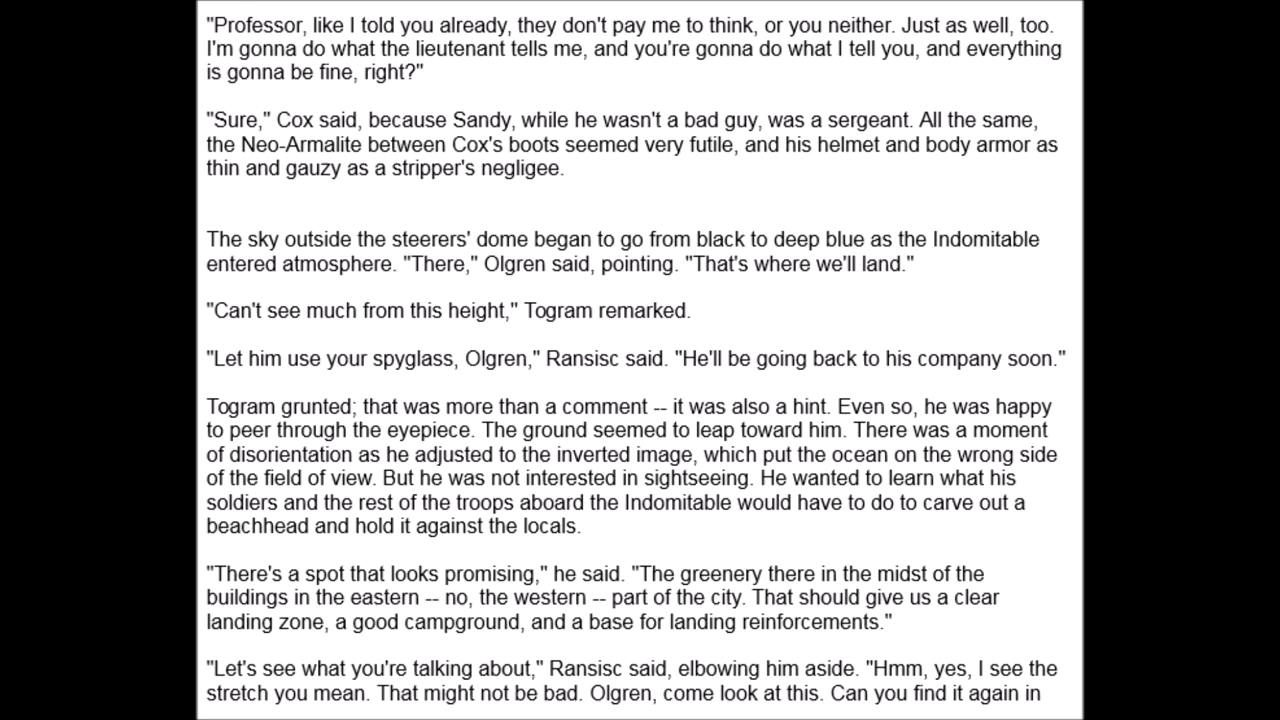 "Professor, like I told you already, they don't pay me to think, or you neither. Just as well, too.
I'm gonna do what the lieutenant tells me, and you're gonna do what I tell you, and everything
is gonna be fine, right?"
"Sure," Cox said, because Sandy, while he wasn't a bad guy, was a sergeant. All the same,
the Neo-Armalite between Cox's boots seemed very futile, and his helmet and body armor as
thin and gauzy as a stripper's negligee.
The sky outside the steerers' dome began to go from black to deep blue as the Indomitable
entered atmosphere. "There," Olgren said, pointing. "That's where we'll land."
"Can't see much from this height," Togram remarked.
"Let him use your spyglass, Olgren," Ransisc said. "He'll be going back to his company soon."
Togram grunted; that was more than a comment -- it was also a hint. Even so, he was happy
to peer through the eyepiece. The ground seemed to leap toward him. There was a moment
of disorientation as he adjusted to the inverted image, which put the ocean on the wrong side
of the field of view. But he was not interested in sightseeing. He wanted to learn what his
soldiers and the rest of the troops aboard the Indomitable would have to do to carve out a
beachhead and hold it against the locals.
"There's a spot that looks promising," he said. "The greenery there in the midst of the
buildings in the eastern -- no, the western -- part of the city. That should give us a clear
landing zone, a good campground, and a base for landing reinforcements."
"Let's see what you're talking about," Ransisc said, elbowing him aside. "Hmm, yes, I see the
stretch you mean. That might not be bad. Olgren, come look at this. Can you find it again in